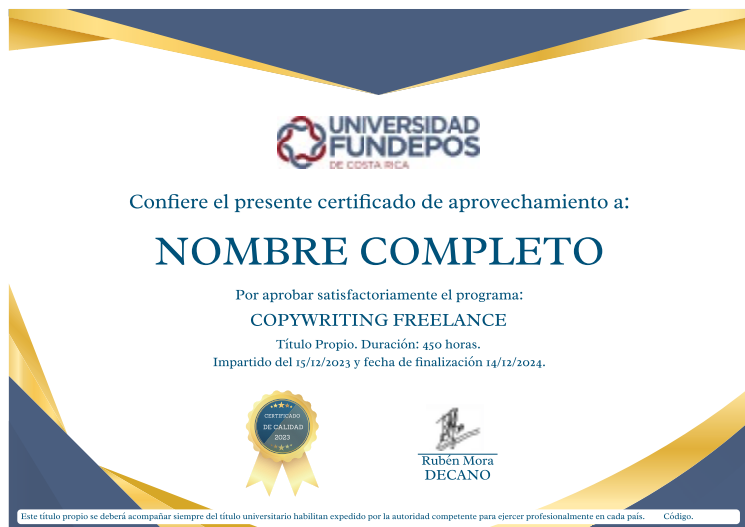 UNIVERSIDAD
FUNDEPOS
DE COSTA RICA
Confiere el presente certificado de aprovechamiento a:
NOMBRE COMPLETO
Por aprobar satisfactoriamente el programa:
COPYWRITING FREELANCE
Título Propio. Duración: 450 horas.
Impartido del 15/12/2023 y fecha de finalización 14/12/2024.
CERTIFICADO
DE CALIDAD
2023
Rubén Mora
DECANO
Este título propio se deberá acompañar siempre del título universitario habilitan expedido por la autoridad competente para ejercer profesionalmente en cada país. Código.